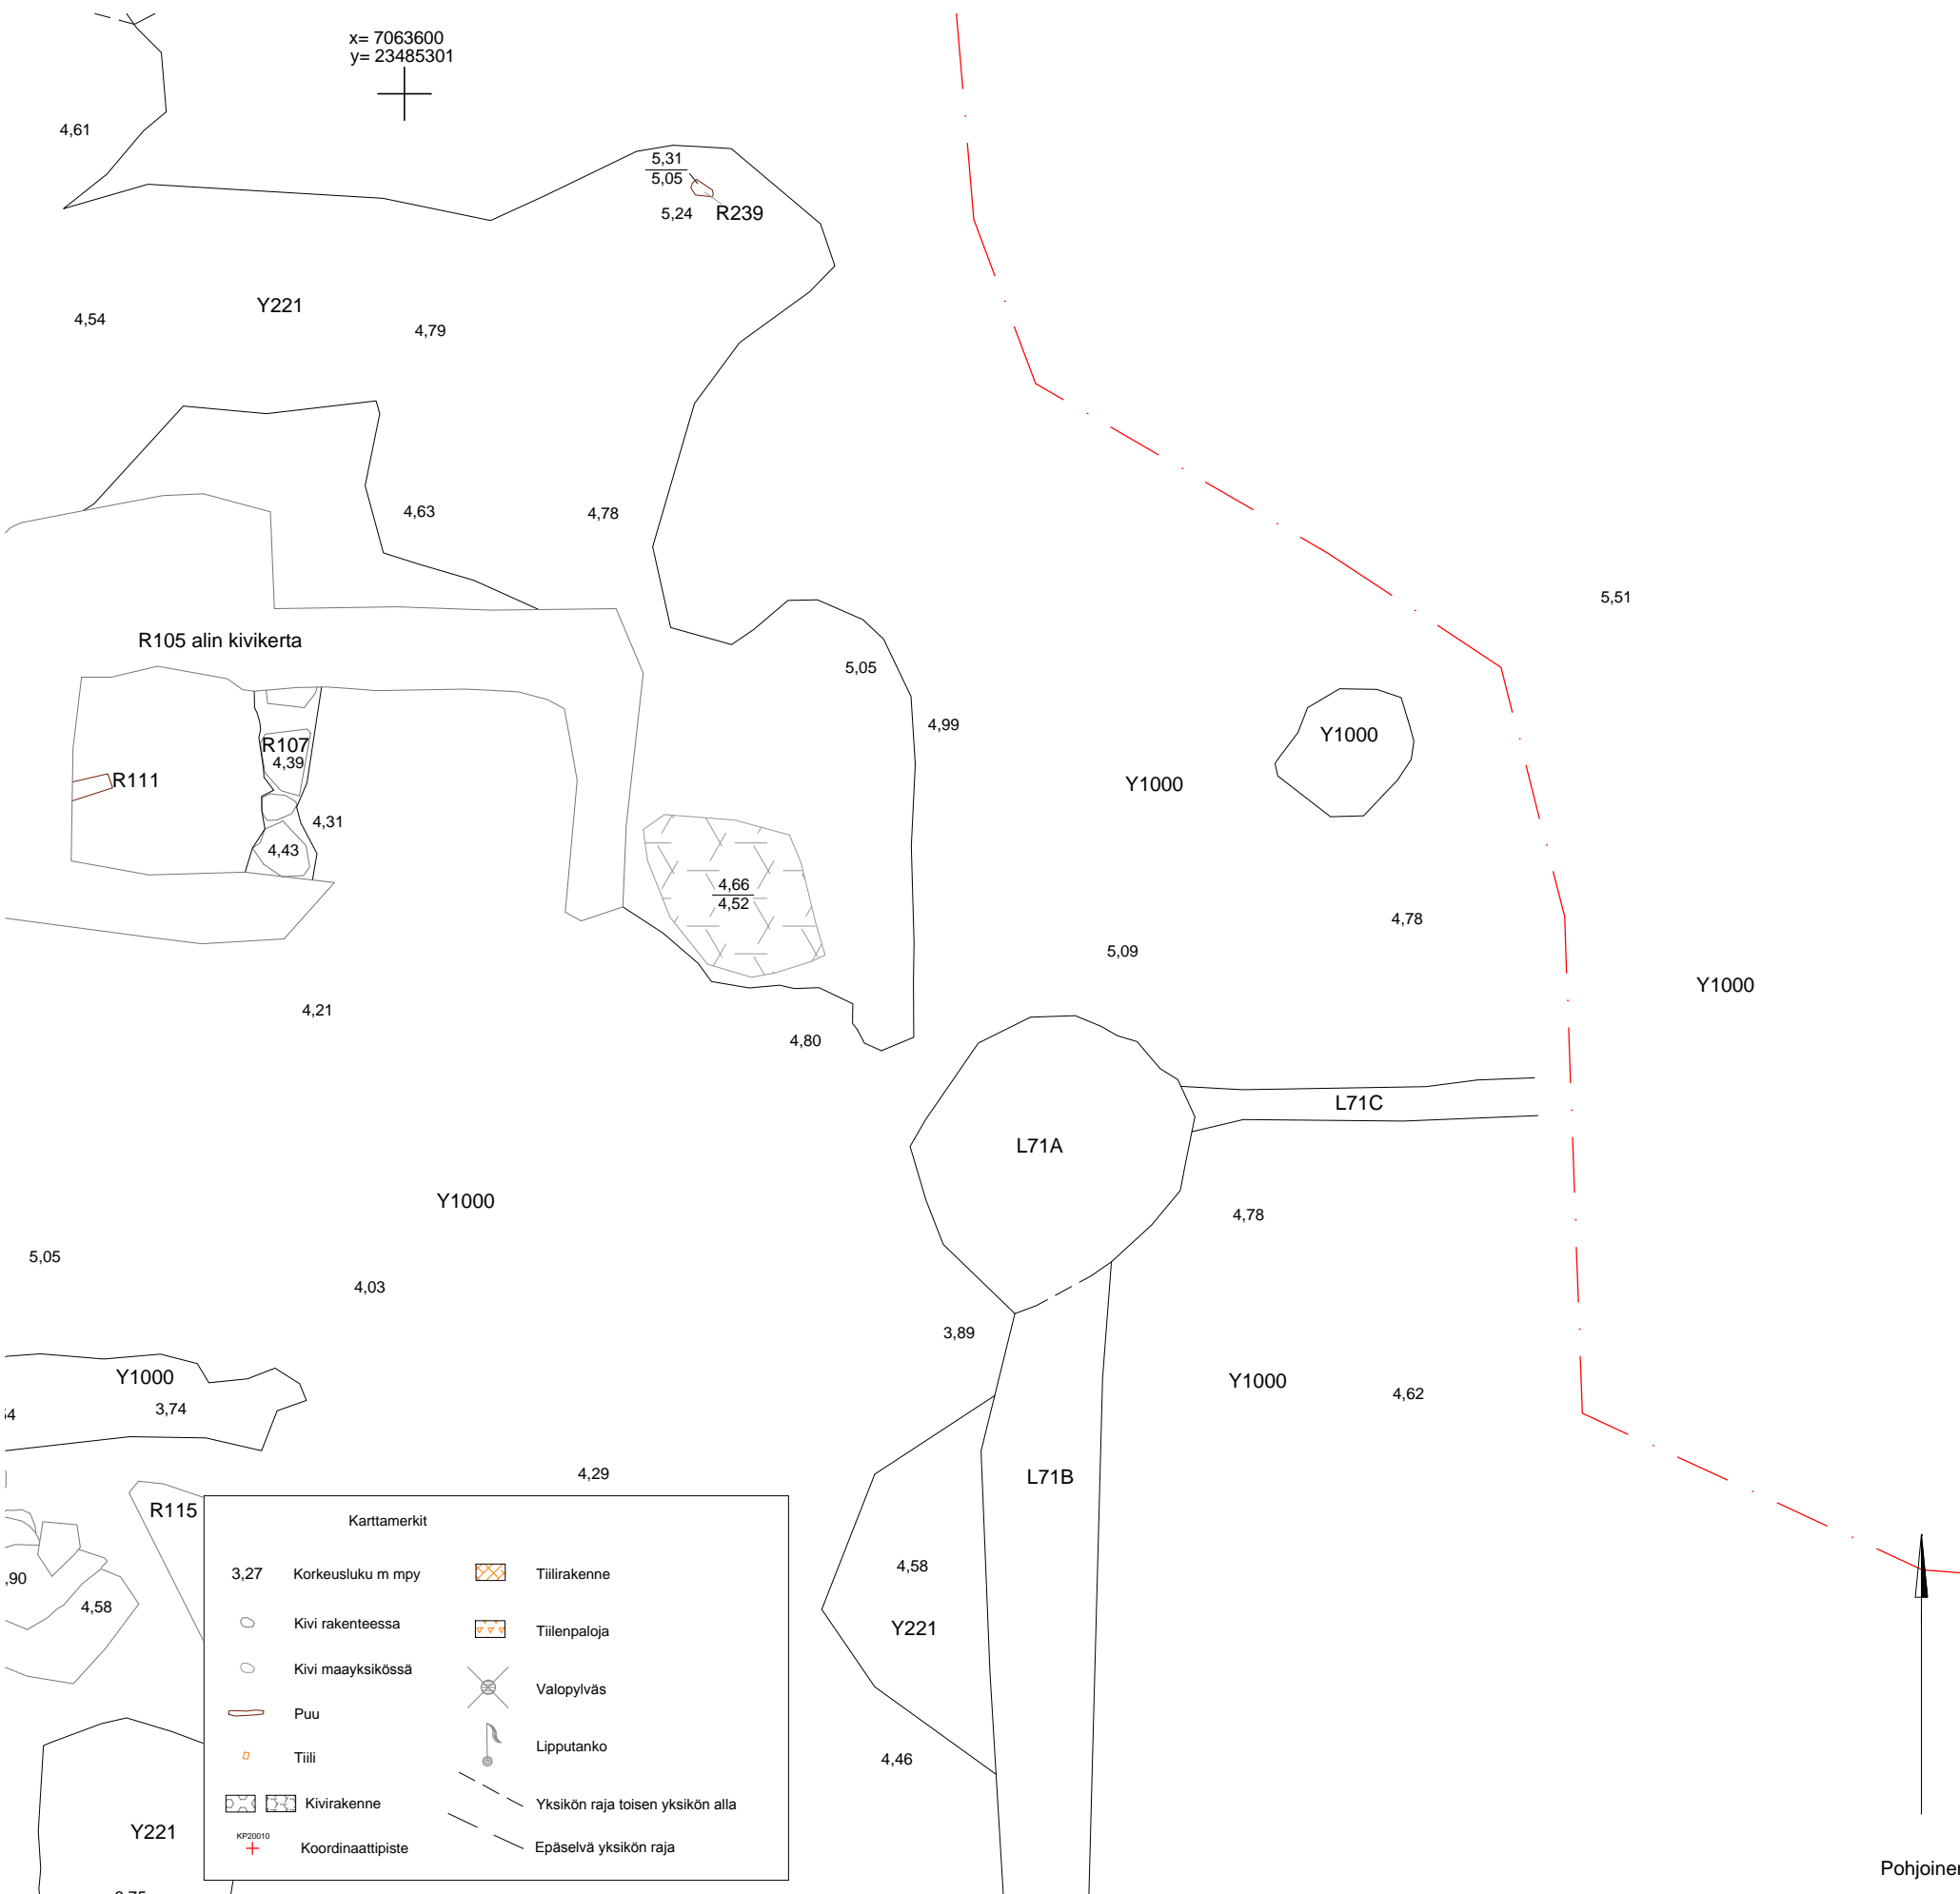 x= 7063600
y= 23485301
4,61
5,31
5,05
5,24 R239
Y221
4,54
4,79
4,63
4,78
5,51
R105 alin kivikerta
5,05
4,99
Y1000
R107
4,39
R111
Y1000
4,31
4,43
4,66
4,52
4,78
5,09
Y1000
4,21
4,80
L71C
L71A
Y1000
4,78
5,05
4,03
3,89
Y1000
Y1000
4,62
3,74
4,29
L71B
R115
4,58
,90
4,58
Y221
4,46
Y221
Karttamerkit
3,27 Korkeusluku m mpy
Kivi rakenteessa
Kivi maayksikössä
Puu
Tiili
Kivirakenne
KP20010
Koordinaattipiste
Tiilirakenne
Tiilenpaloja
Valopylväs
Lipputanko
Yksikön raja toisen yksikön alla
Epäselvä yksikön raja
Pohjoinen